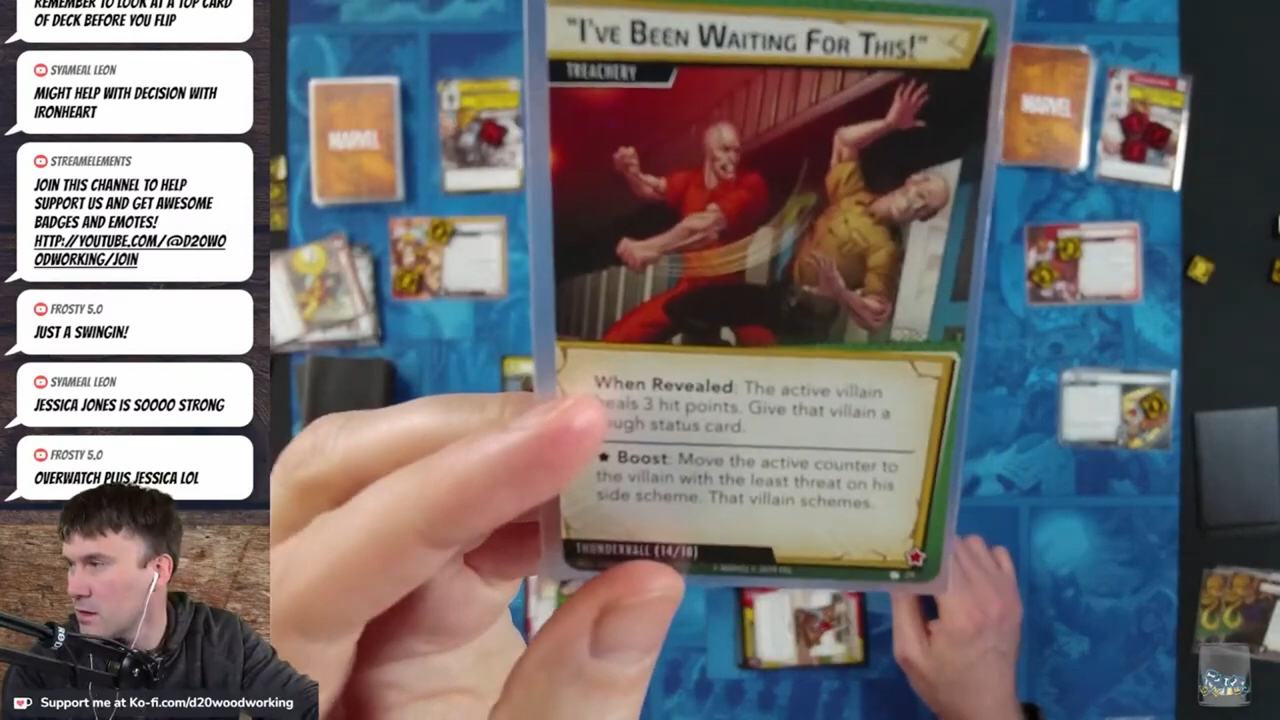 REMEMBER TO LOOK AT A TOP CARD
OF DECK BEFORE YOU FLIP
SYAMEAL LEON
MIGHT HELP WITH DECISION WITH
IRONHEART
STREAMELEMENTS
JOIN THIS CHANNEL TO HELP
SUPPORT US AND GET AWESOME
BADGES AND EMOTES!
HTTP://YOUTUBE.COM/@D20WO
ODWORKING/JOIN
FROSTY 5.0
JUST A SWINGIN!
SYAMEAL LEON
JESSICA JONES IS SOOOO STRONG
FROSTY 5.0
OVERWATCH PLUS JESSICA LOL
Support me at Ko-fi.com/d20woodworking
"I'VE BEEN WAITING FOR THIS!"
TREACHERY
When Revealed: The active villain
eals 3 hit points. Give that villain a
ough status card.
★ Boost: Move the active counter to
the villain with the least threat on his
side scheme. That villain schemes.
MARVEL
MARVEL